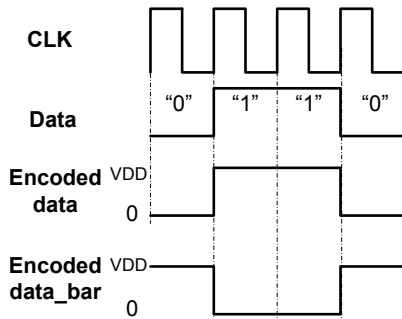 CLK
“0” “1” “1” “0”
Data
Encoded data VDD
0
Encoded data_bar VDD
0